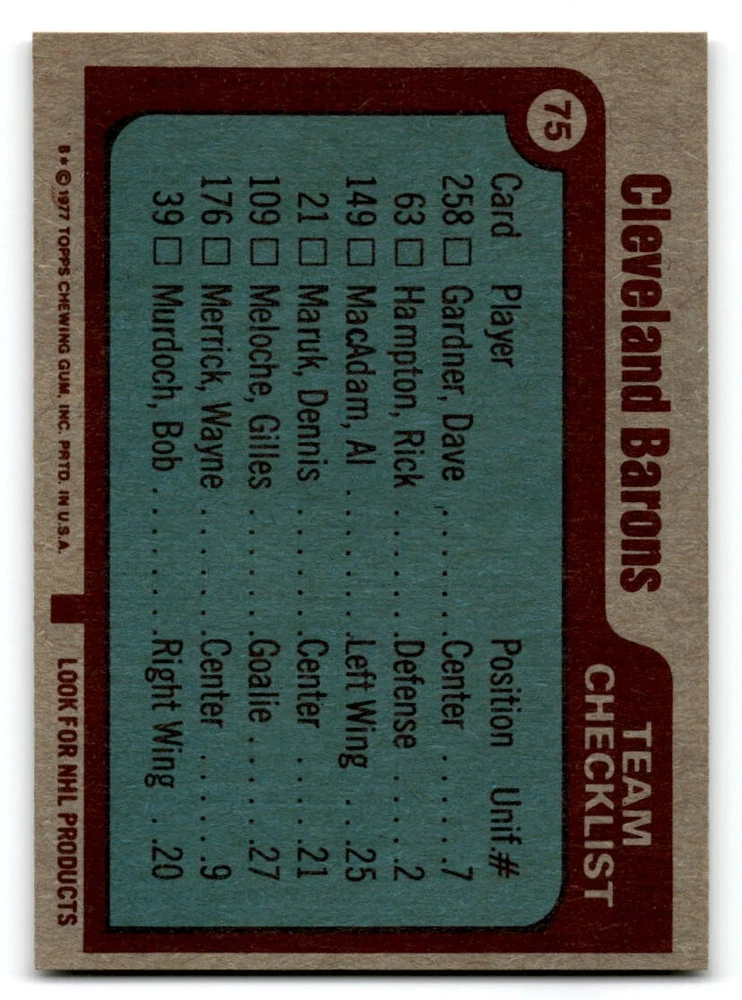 75
Cleveland Barons
TEAM
CHECKLIST
Card Player Position Unif.#
258 □ Gardner, Dave . . . . . . .Center . . . . . .7
63 □ Hampton, Rick . . . . . . . .Defense . . . . .2
149 □ MacAdam, Al . . . . . . . . .Left Wing . . .25
21 □ Maruk, Dennis . . . . . . . .Center . . . . .21
109 □ Meloche, Gilles . . . . . . . .Goalie . . . . .27
176 □ Merrick, Wayne . . . . . . .Center . . . . . .9
39 □ Murdoch, Bob . . . . . . . . .Right Wing . .20
B * © 1977 TOPPS CHEWING GUM, INC. PRTD. IN U.S.A. LOOK FOR NHL PRODUCTS